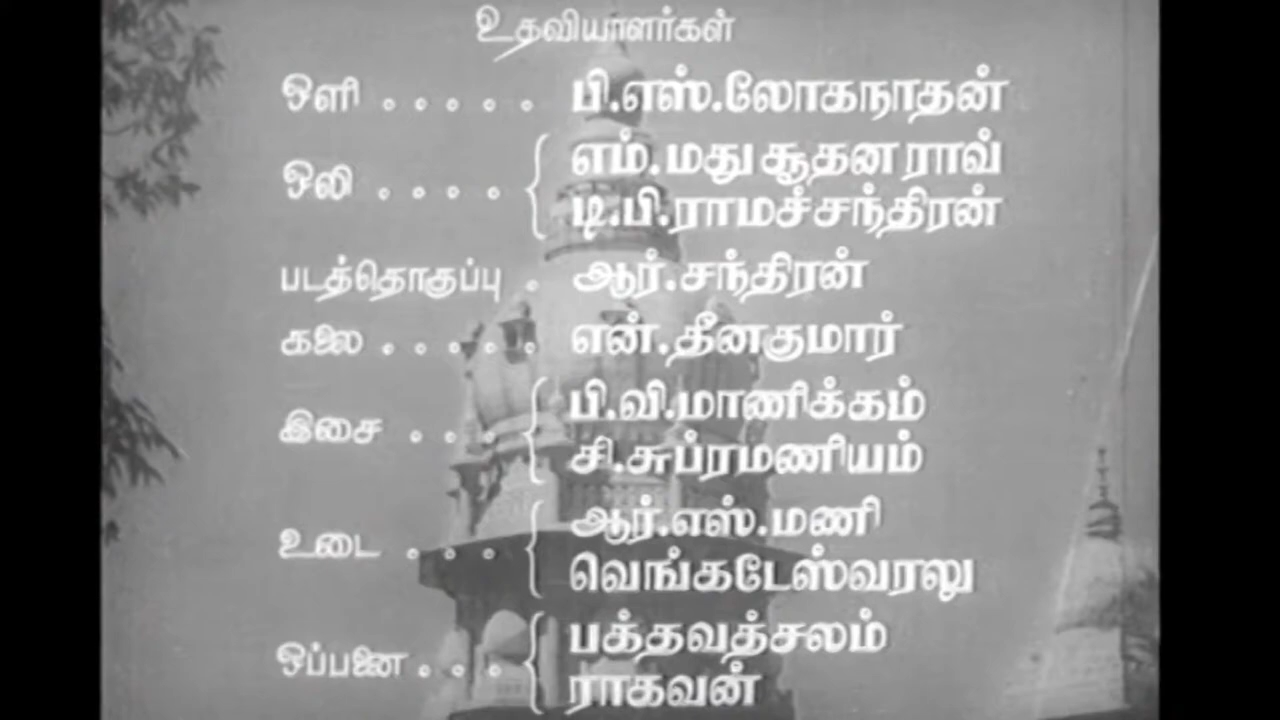 உதவியாளர்கள்
ஒளி . . . . . பி.எஸ்.லோகநாதன்
ஒலி . . . . { எம்.மதுசூதனராவ்
டி.பி.ராமச்சந்திரன்
படத்தொகுப்பு . ஆர்.சந்திரன்
கலை . . . . . என்.தீனகுமார்
இசை . . . { பி.வி.மாணிக்கம்
சி.சுப்ரமணியம்
உடை . . . { ஆர்.எஸ்.மணி
வெங்கடேஸ்வரலு
ஒப்பனை . . . { பக்தவத்சலம்
ராகவன்